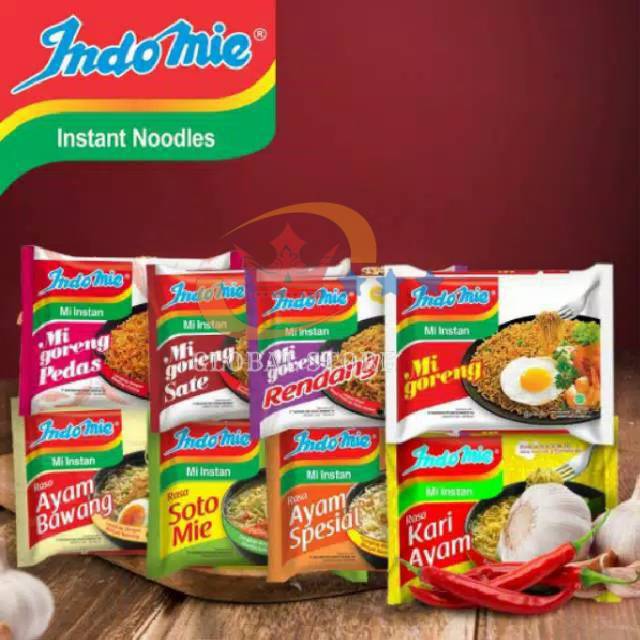 Indomie®
Instant Noodles
Indomie
Mi Instan
Mi
goreng
Pedas
Indomie
Mi Instan
Mi
goreng
Sate
Indomie
Mi Instan
Mi
goreng
Rendang
Indomie
Mi Instan
Mi
goreng
GLOBAL
Indomie
Mi Instan
Rasa
Ayam
Bawang
Indomie
Mi Instan
Rasa
Soto
Mie
Indomie
Mi Instan
Rasa
Ayam
Spesial
Indomie
Mi Instan
Rasa
Kari
Ayam